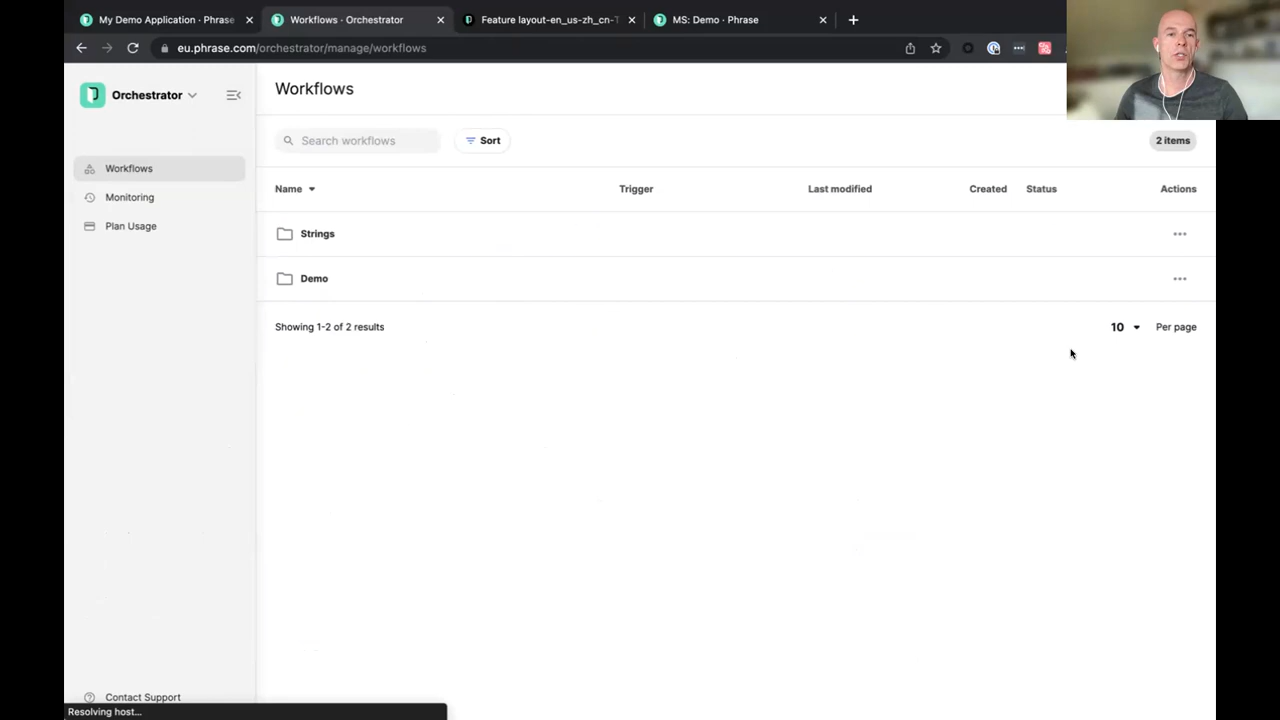 My Demo Application · Phrase
Workflows · Orchestrator
Feature layout-en_us-zh_cn-T
MS: Demo · Phrase
eu.phrase.com/orchestrator/manage/workflows
Orchestrator
Workflows
Monitoring
Plan Usage
Contact Support
Workflows
Search workflows
Sort
2 items
Name
Trigger
Last modified
Created
Status
Actions
Strings
Demo
Showing 1-2 of 2 results
10
Per page
Resolving host...